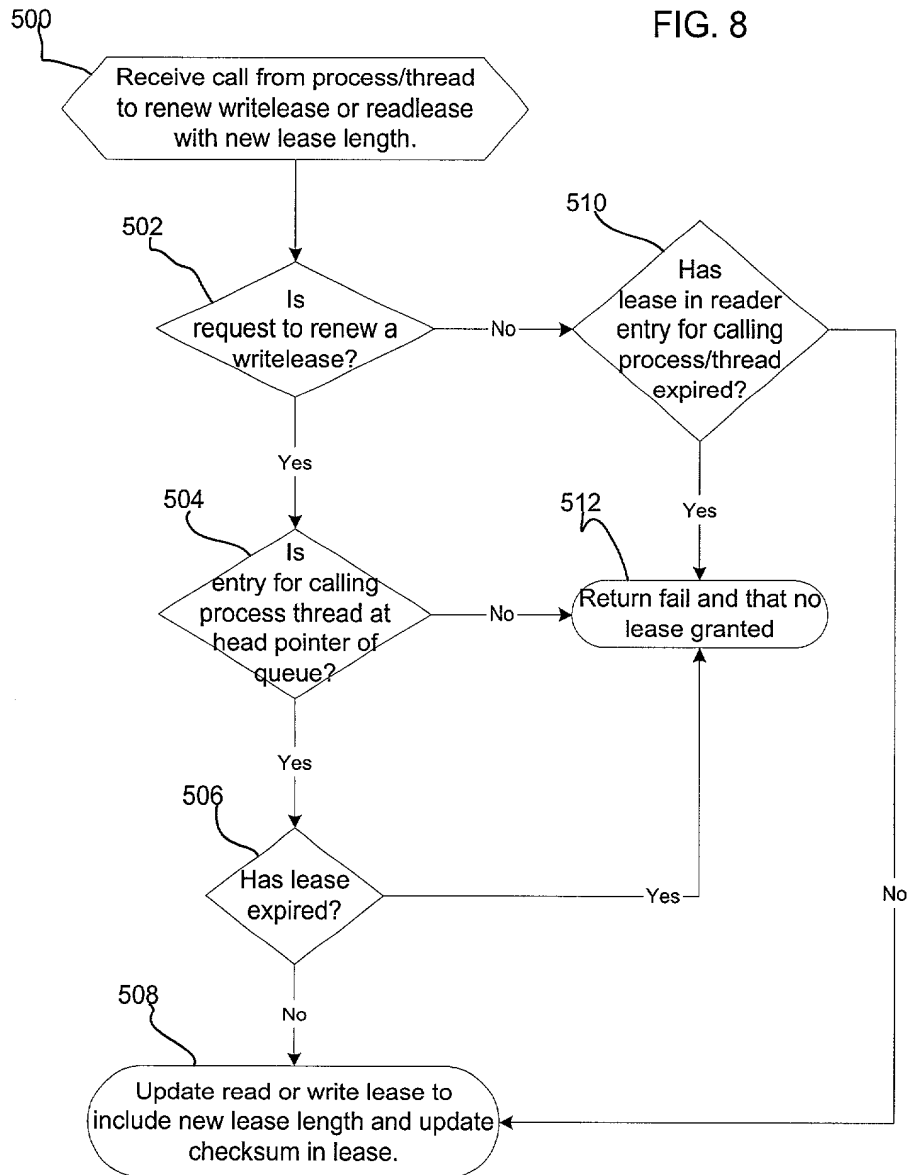 FIG. 8
500
Receive call from process/thread
to renew writelease or readlease
with new lease length.
502
Is
request to renew a
writelease?
No
510
Has
lease in reader
entry for calling
process/thread
expired?
Yes
Yes
504
Is
entry for calling
process thread at
head pointer of
queue?
No
512
Return fail and that no
lease granted
Yes
506
Has lease
expired?
Yes
No
No
508
Update read or write lease to
include new lease length and update
checksum in lease.